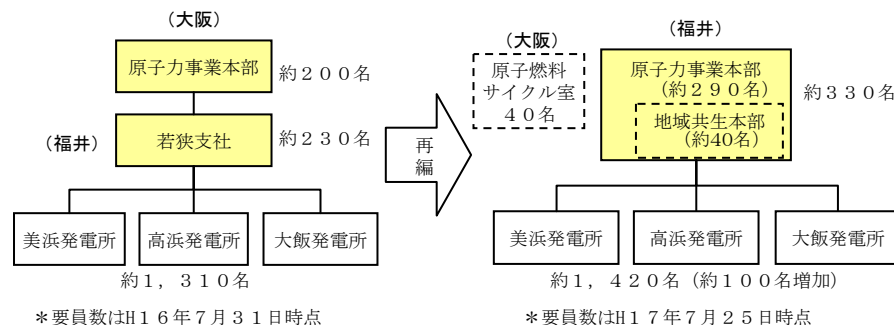 （大阪）
原子力事業本部
約２００名
（福井）
若狭支社
約２３０名
美浜発電所
高浜発電所
大飯発電所
約１，３１０名
＊要員数はH１６年７月３１日時点
再
編
（大阪）
原子燃料
サイクル室
４０名
（福井）
原子力事業本部
（約２９０名）
約３３０名
地域共生本部
（約40名）
美浜発電所
高浜発電所
大飯発電所
約１，４２０名（約１００名増加）
＊要員数はH１７年７月２５日時点